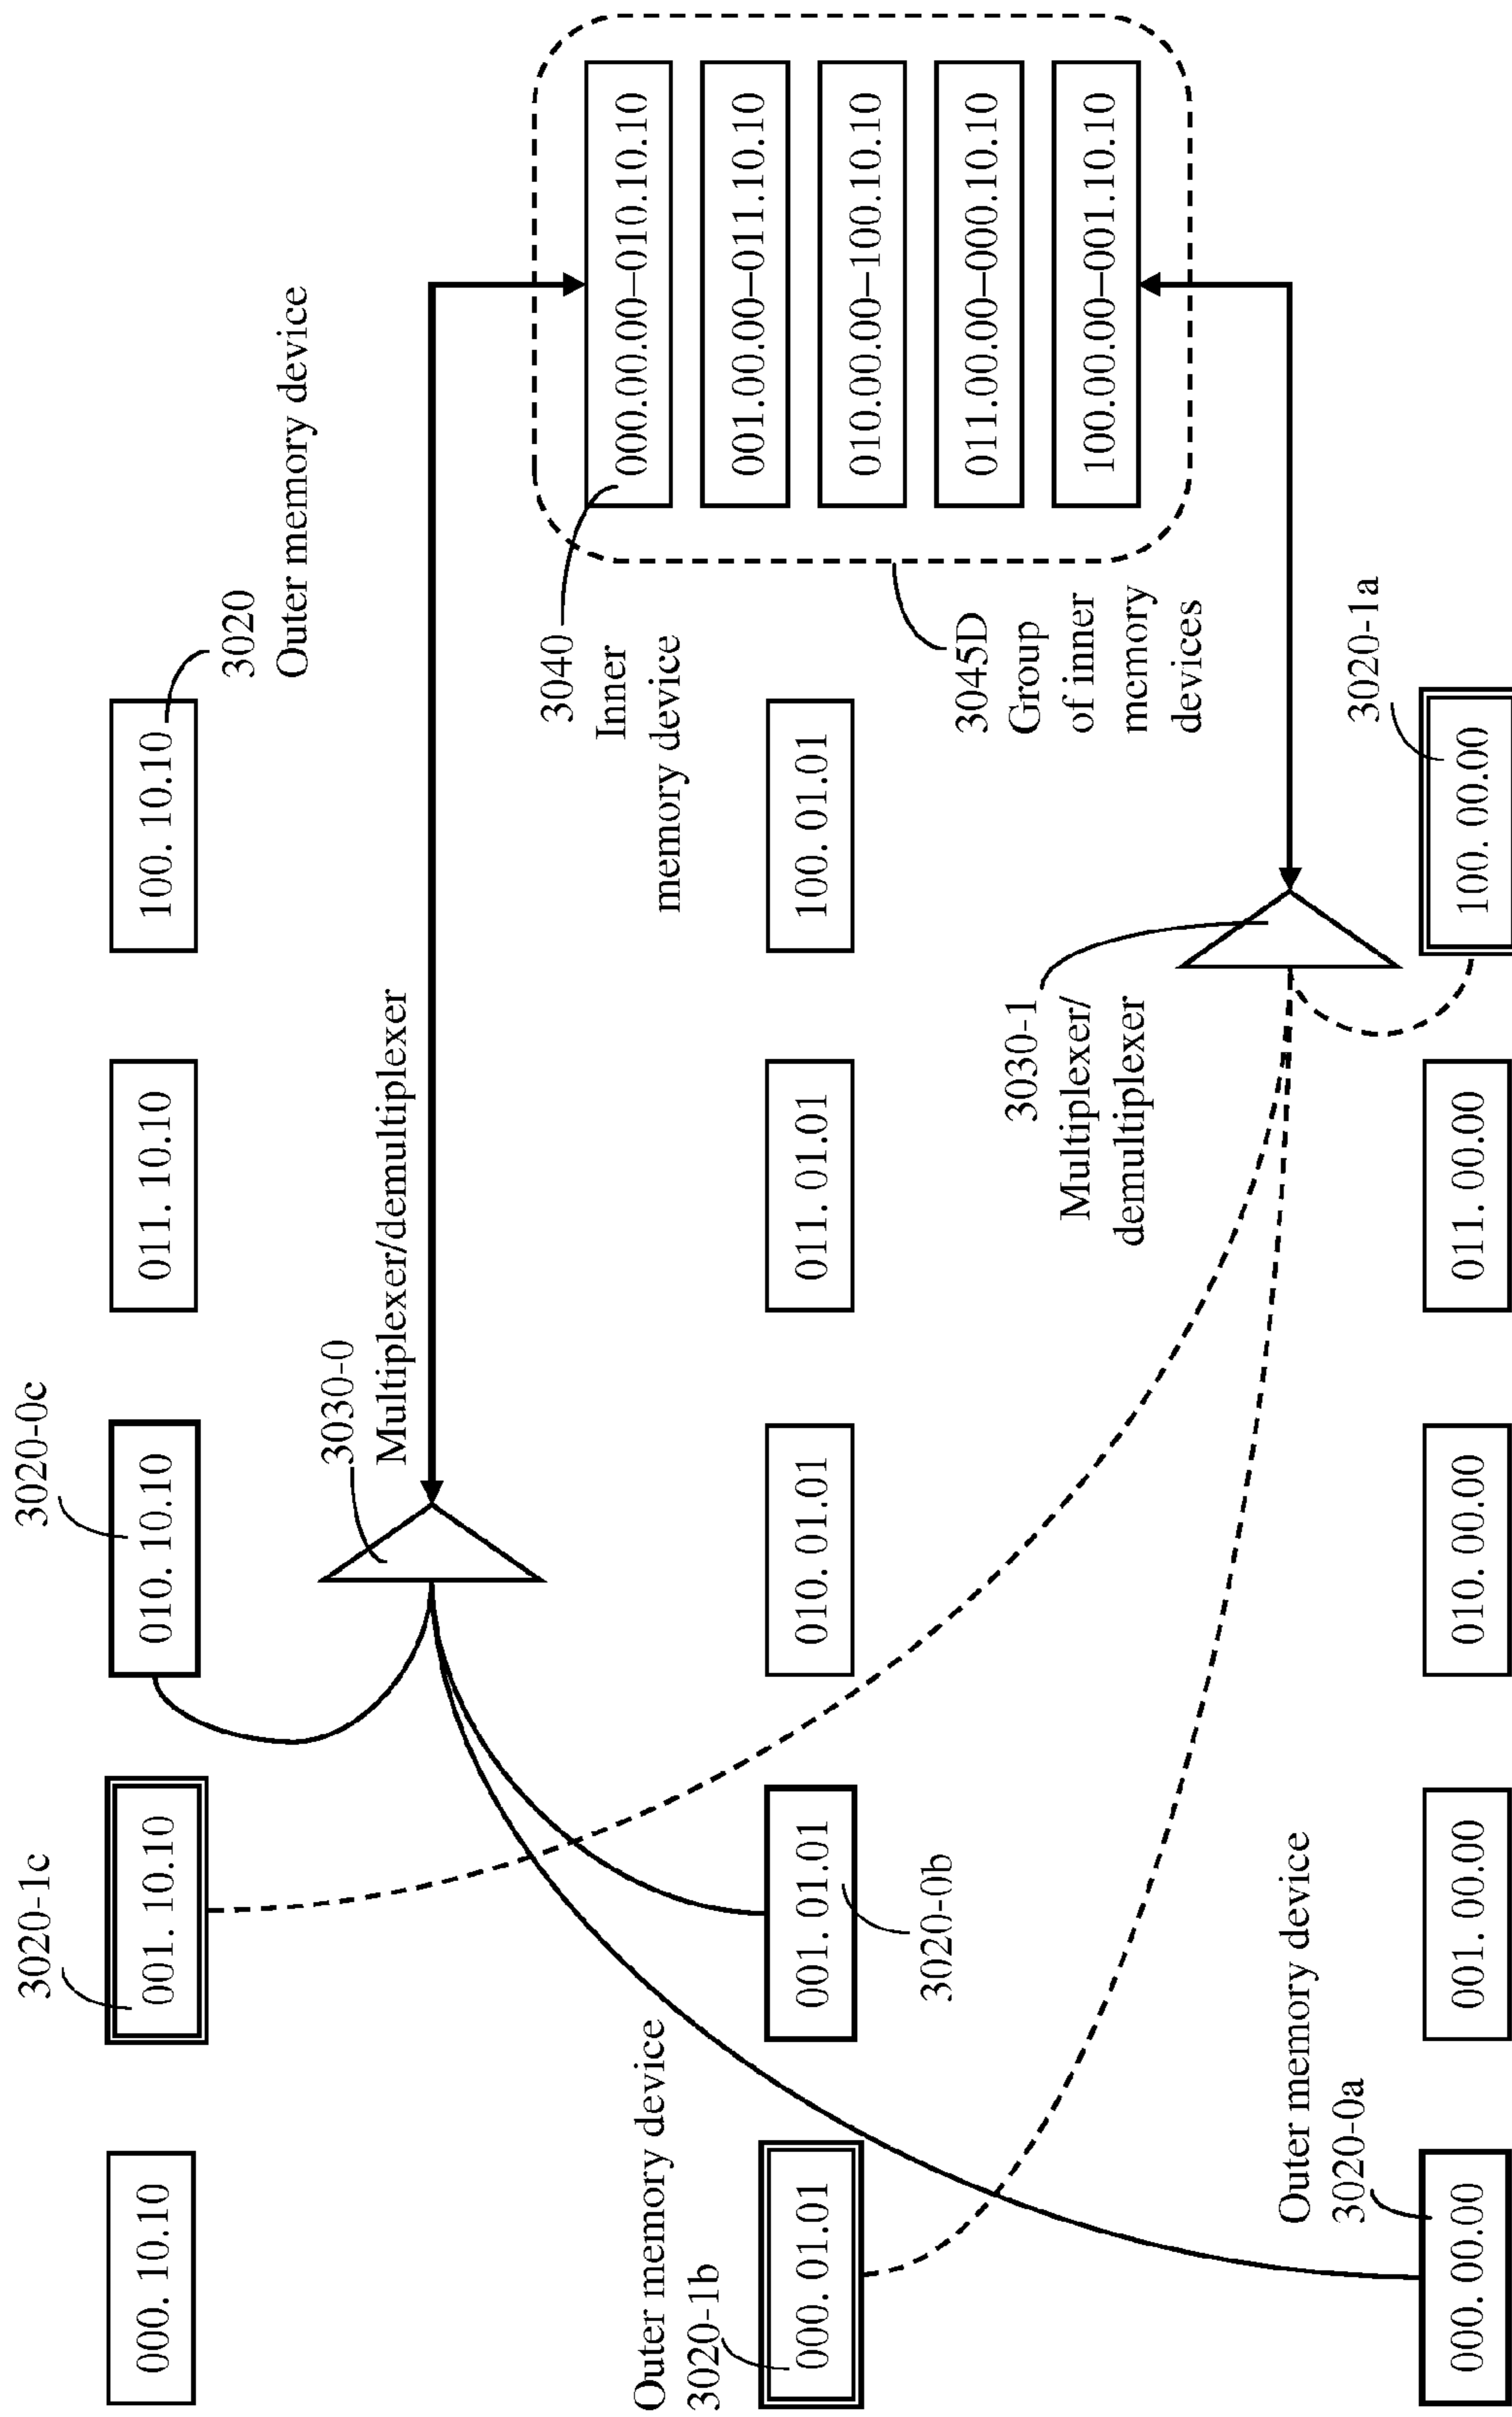 3020-1c
3020-0c
000. 10.10
001. 10.10
010. 10.10
011. 10.10
100. 10.10
3020
Outer memory device
3030-0
Multiplexer/demultiplexer
3040
Inner
memory device
000.00.00–010.10.10
001.00.00–011.10.10
010.00.00–100.10.10
011.00.00–000.10.10
100.00.00–001.10.10
Outer memory device
3020-1b
000. 01.01
001. 01.01
010. 01.01
011. 01.01
100. 01.01
3020-0b
3045D
Group
of inner
memory
devices
3030-1
Multiplexer/
demultiplexer
Outer memory device
3020-0a
3020-1a
000. 00.00
001. 00.00
010. 00.00
011. 00.00
100. 00.00